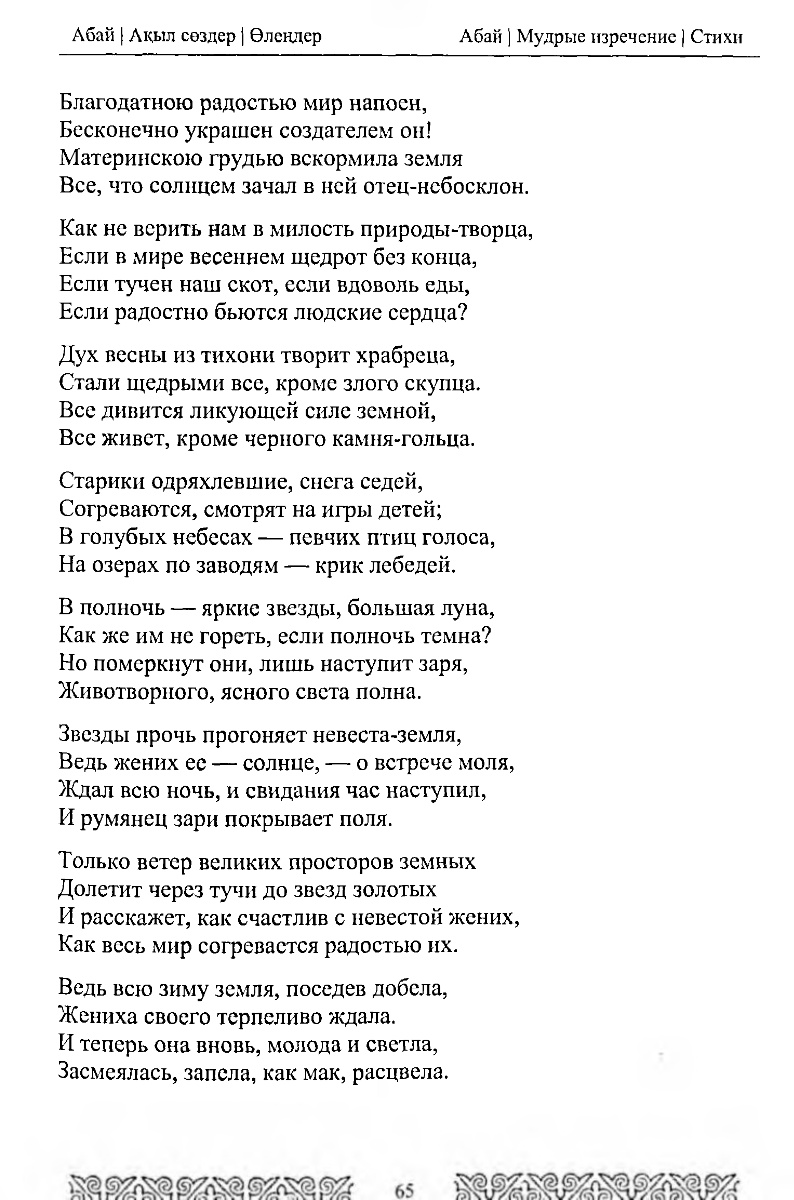 Абай | Ақыл сөздер | Өлеңдер
Абай | Мудрые изречение | Стихи
Благодатною радостью мир напоен,
Бесконечно украшен создателем он!
Материнскою грудью вскормила земля
Все, что солнцем зачал в ней отец-небосклон.
Как не верить нам в милость природы-творца,
Если в мире весеннем щедрот без конца,
Если тучен наш скот, если вдоволь еды,
Если радостно бьются людские сердца?
Дух весны из тихони творит храбреца,
Стали щедрыми все, кроме злого скупца.
Все дивится ликующей силе земной,
Все живет, кроме черного камня-гольца.
Старики одряхлевшие, снега седей,
Согреваются, смотрят на игры детей;
В голубых небесах — певчих птиц голоса,
На озерах по заводям — крик лебедей.
В полночь — яркие звезды, большая луна,
Как же им не гореть, если полночь темна?
Но померкнут они, лишь наступит заря,
Животворного, ясного света полна.
Звезды прочь прогоняет невеста-земля,
Ведь жених ее — солнце, — о встрече моля,
Ждал всю ночь, и свидания час наступил,
И румянец зари покрывает поля.
Только ветер великих просторов земных
Долетит через тучи до звезд золотых
И расскажет, как счастлив с невестой жених,
Как весь мир согревается радостью их.
Ведь всю зиму земля, поседев добела,
Жениха своего терпеливо ждала.
И теперь она вновь, молода и светла,
Засмеялась, запела, как мак, расцвела.
65